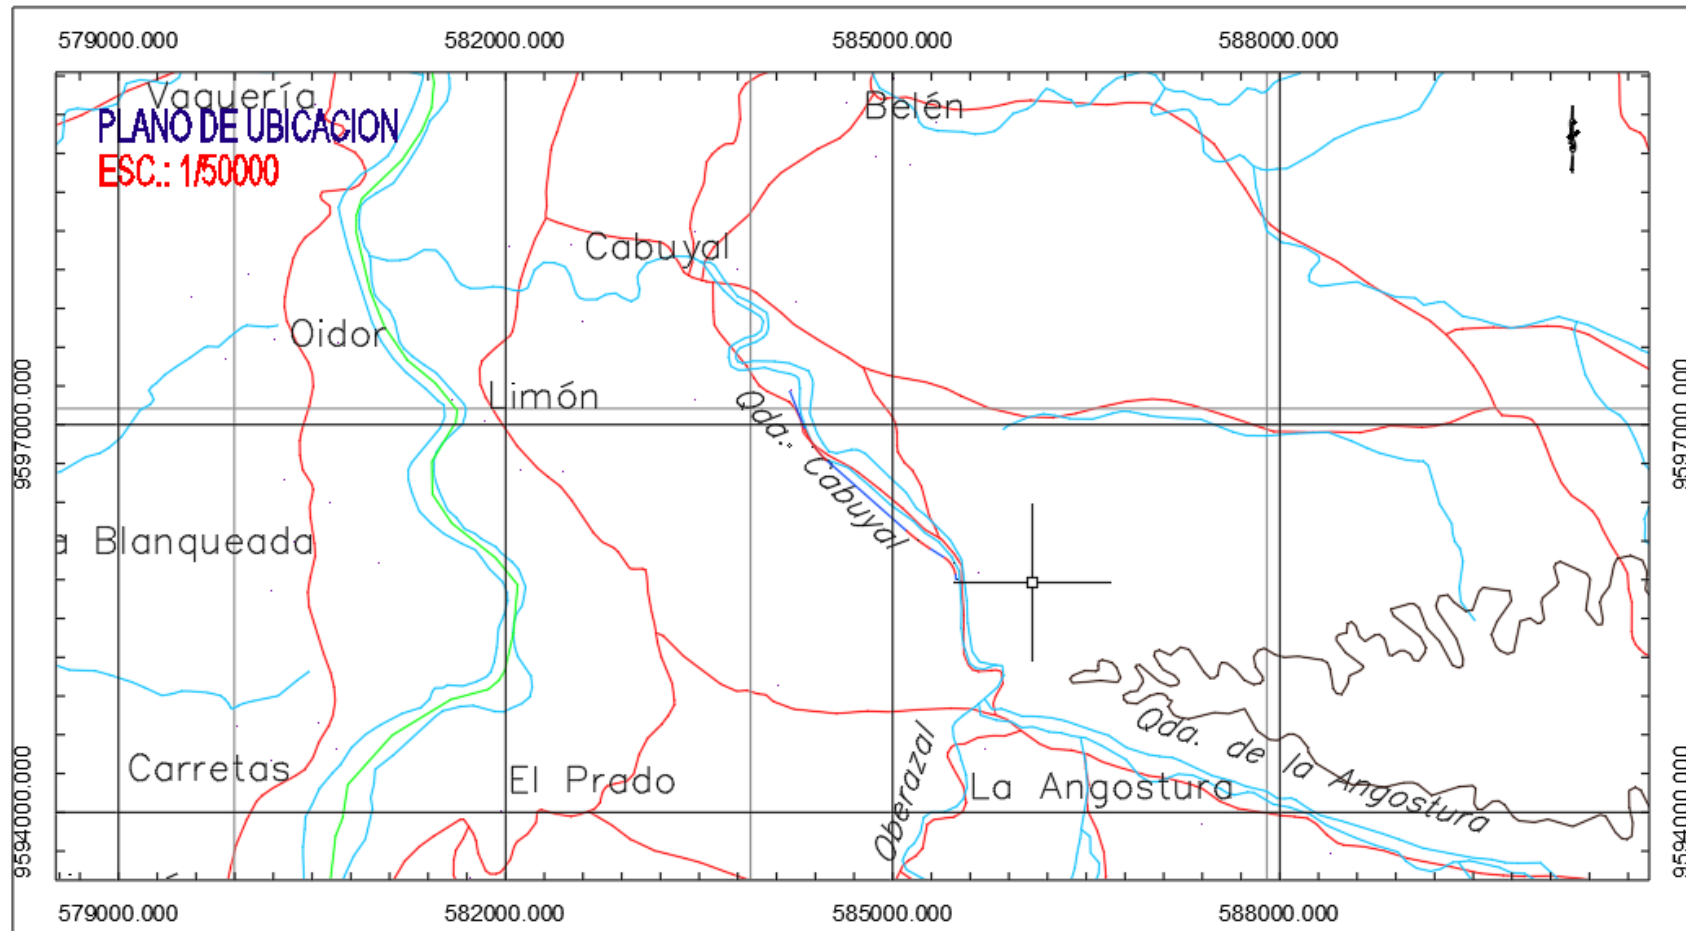 579000.000 582000.000 585000.000 588000.000
Vaquería
PLANO DE UBICACION
ESC.: 1/50000
Belén
Cabuyal
Oidor
Limón
9597000.000
9597000.000
Qda.: Cabuyal
Blanqueada
Qda. de la Angostura
Carretas
El Prado
Oberazal
La Angostura
9594000.000
9594000.000
579000.000 582000.000 585000.000 588000.000